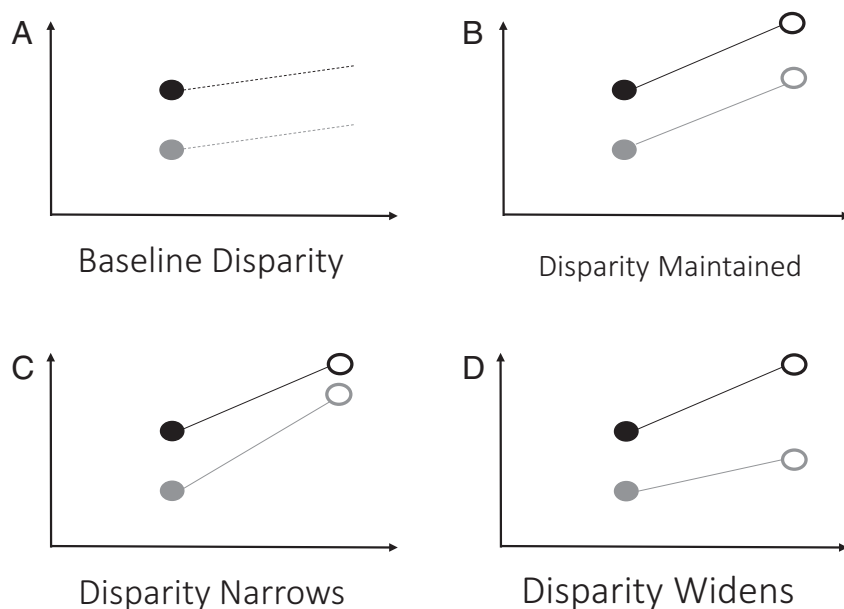 A
Baseline Disparity
B
Disparity Maintained
C
Disparity Narrows
D
Disparity Widens